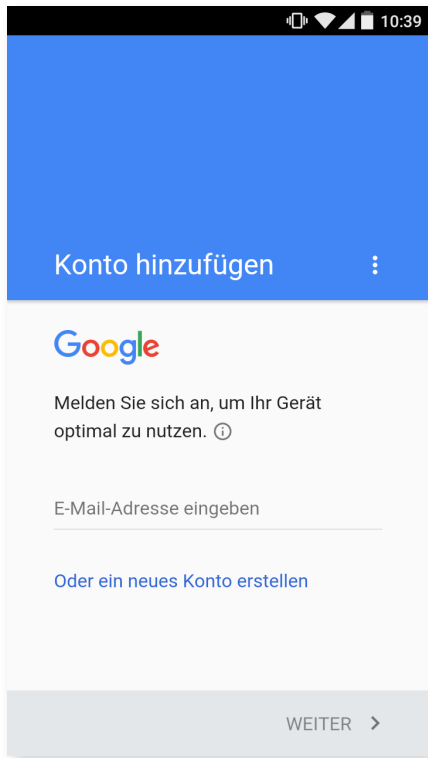 10:39
Konto hinzufügen
Google
Melden Sie sich an, um Ihr Gerät
optimal zu nutzen.
E-Mail-Adresse eingeben
Oder ein neues Konto erstellen
WEITER